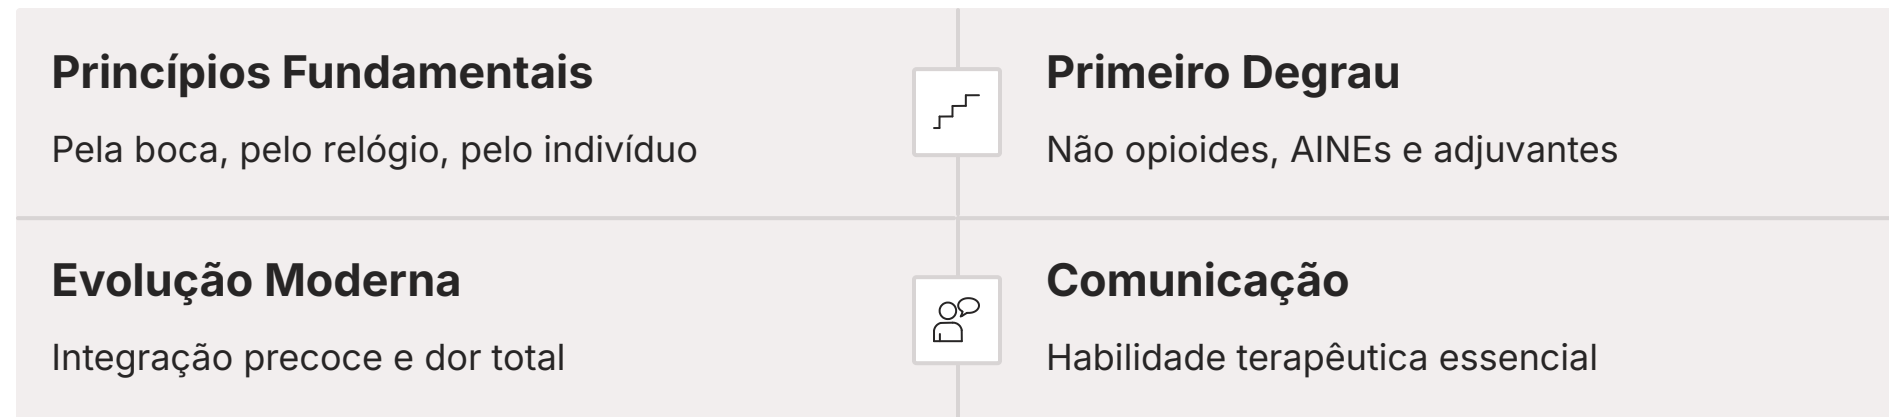 Princípios Fundamentais
Pela boca, pelo relógio, pelo indivíduo
Primeiro Degrau
Não opioides, AINEs e adjuvantes
Evolução Moderna
Integração precoce e dor total
Comunicação
Habilidade terapêutica essencial